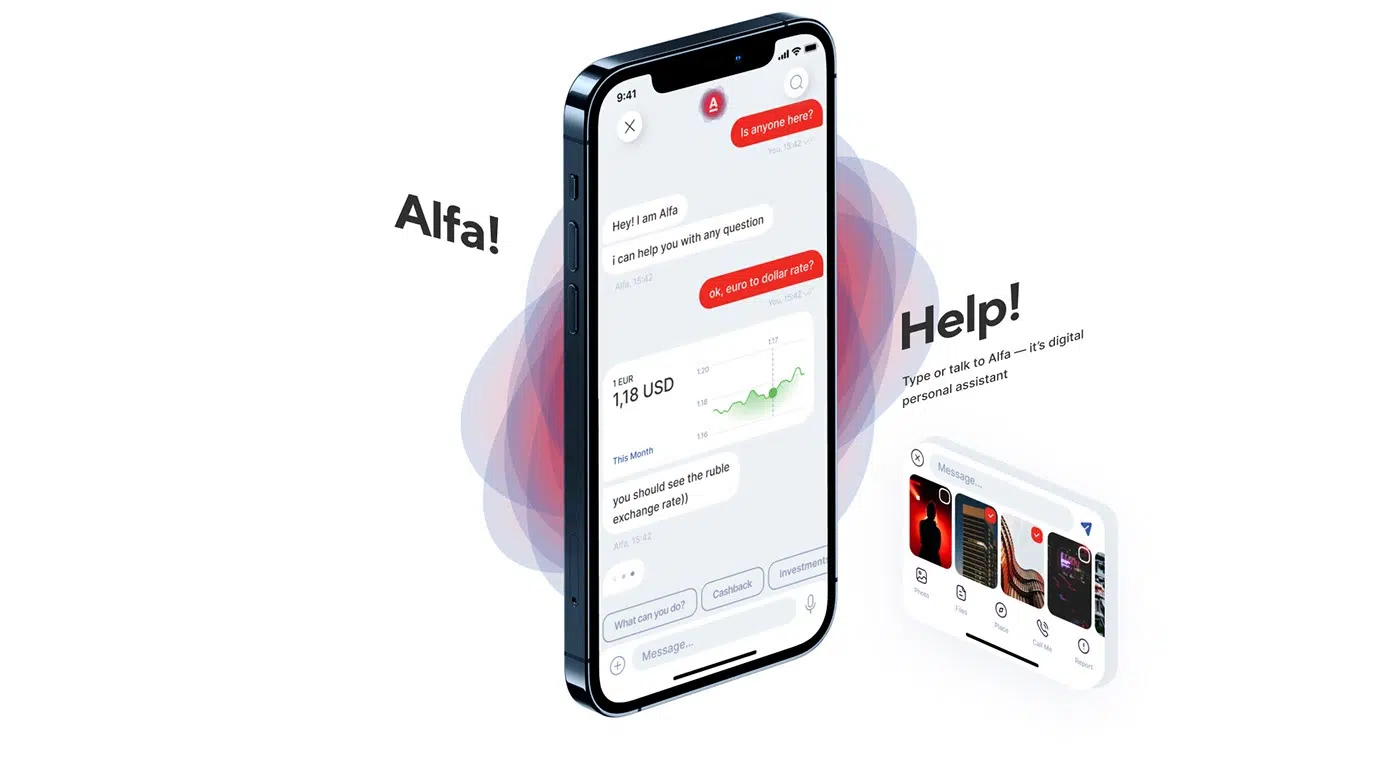 Alfa!
9:41
A
Is anyone here?
You, 15:42
Hey! I am Alfa
i can help you with any question
Alfa, 15:42
ok, euro to dollar rate?
You, 15:42
1 EUR
1,18 USD
This Month
1.17
1.20
1.18
1.16
you should see the ruble
exchange rate))
Alfa, 15:42
What can you do?
Cashback
Investments
Message...
Help!
Type or talk to Alfa — it's digital
personal assistant
Message...
Photo
Files
Place
Call Me
Report